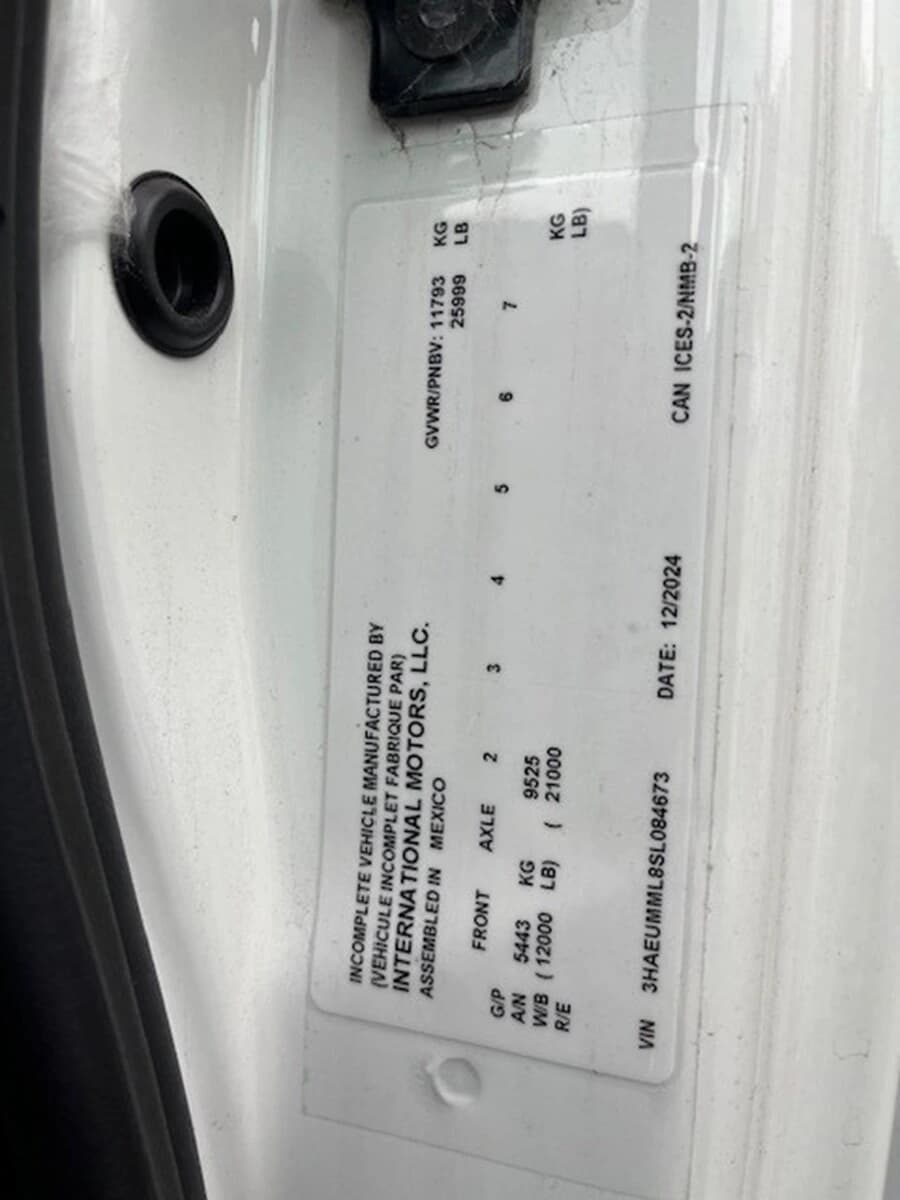 INCOMPLETE VEHICLE MANUFACTURED BY
(VEHICULE INCOMPLET FABRIQUE PAR)
INTERNATIONAL MOTORS, LLC.
ASSEMBLED IN MEXICO
GVWR/PNBV: 11793 KG
25999 LB
FRONT AXLE 2 3 4 5 6 7
G/P
A/N 5443 KG 9525 KG
W/B ( 12000 LB) ( 21000 LB)
R/E
VIN 3HAEUMML8SL084673 DATE: 12/2024 CAN ICES-2/NMB-2